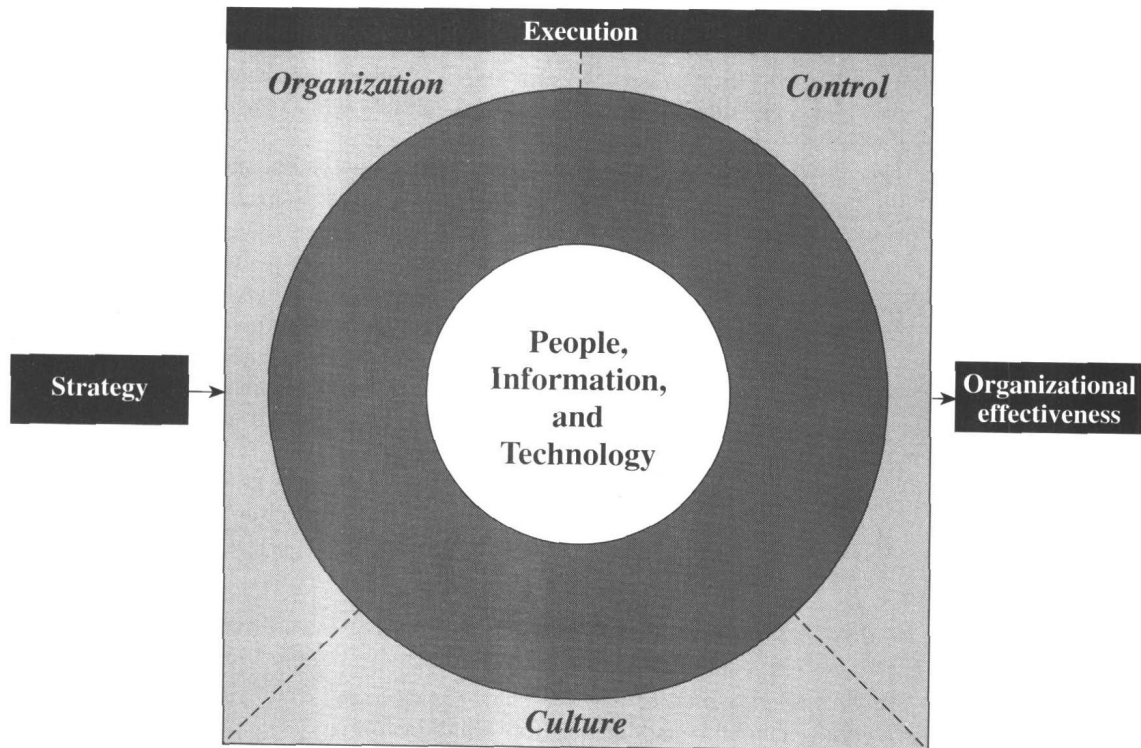 Execution
Organization
Control
Strategy
People,
Information,
and
Technology
Organizational
effectiveness
Culture